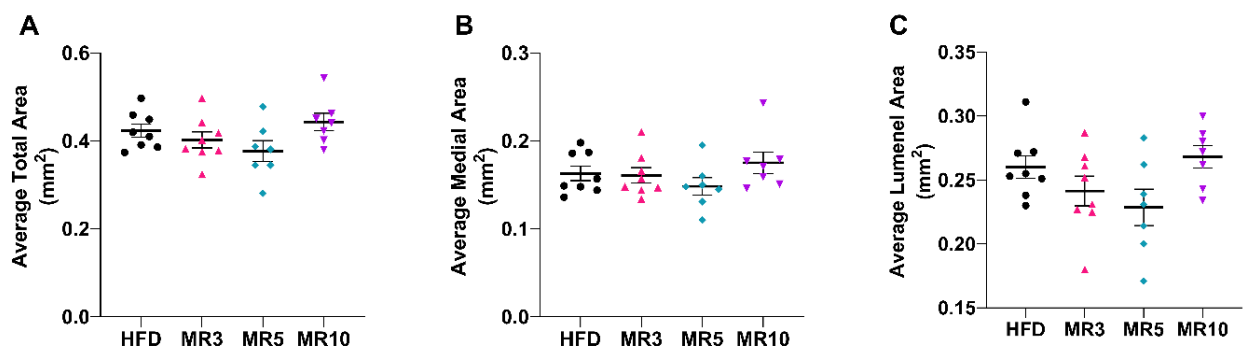 A
Average Total Area
(mm²)
0.6
0.4
0.2
0.0
HFD MR3 MR5 MR10
B
Average Medial Area
(mm²)
0.3
0.2
0.1
0.0
HFD MR3 MR5 MR10
C
Average Lumenel Area
(mm²)
0.35
0.30
0.25
0.20
0.15
HFD MR3 MR5 MR10